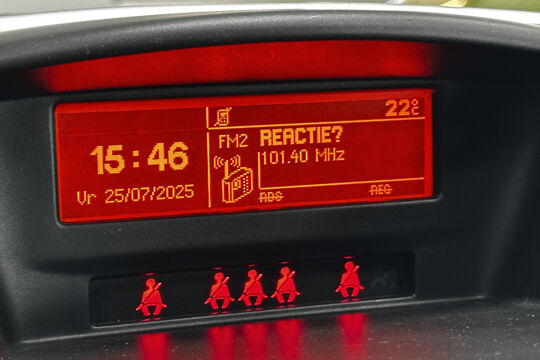 22°C
15:46
Vr 25/07/2025
FM2
REACTIE?
101.40 MHz
RDS
REG